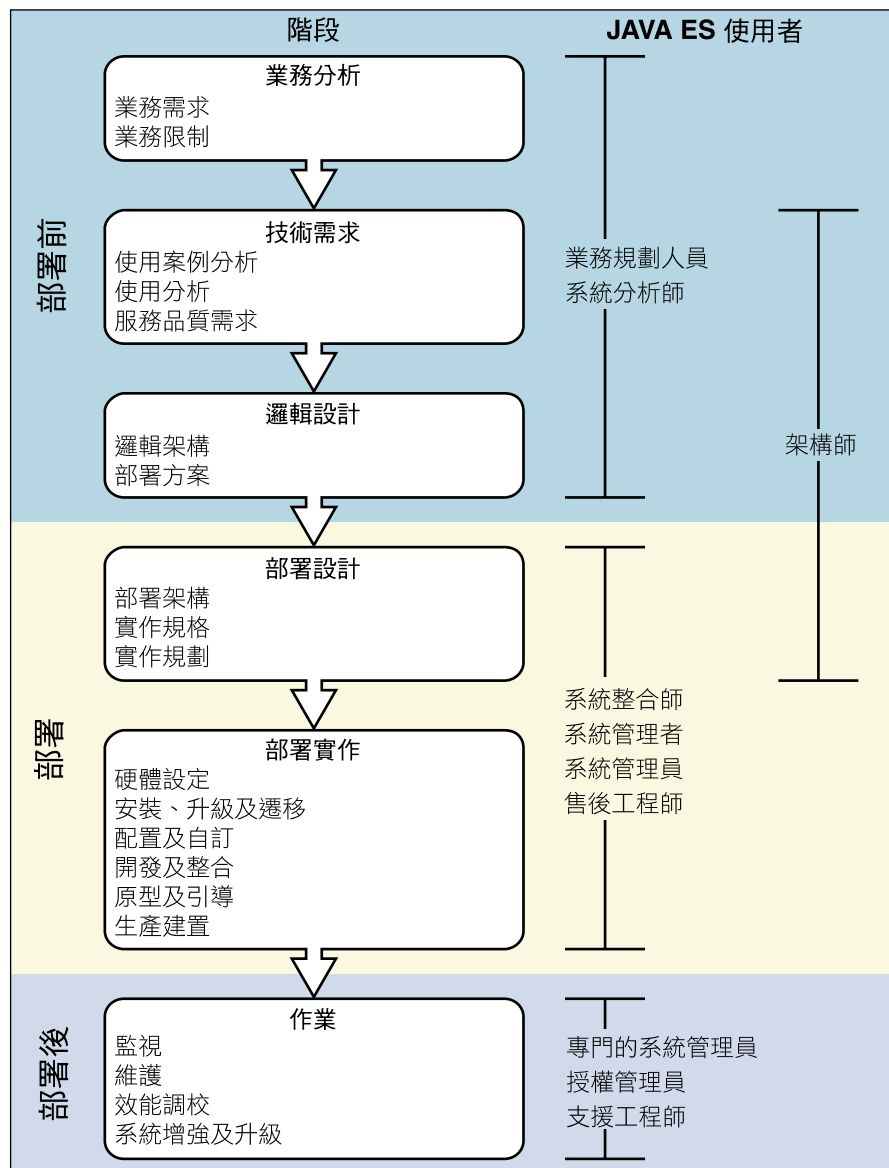 階段
JAVA ES 使用者
部署前
業務分析
業務需求
業務限制
技術需求
使用案例分析
使用分析
服務品質需求
邏輯設計
邏輯架構
部署方案
業務規劃人員
系統分析師
架構師
部署
部署設計
部署架構
實作規格
實作規劃
部署實作
硬體設定
安裝、升級及遷移
配置及自訂
開發及整合
原型及引導
生產建置
系統整合師
系統管理者
系統管理員
售後工程師
部署後
作業
監視
維護
效能調校
系統增強及升級
專門的系統管理員
授權管理員
支援工程師